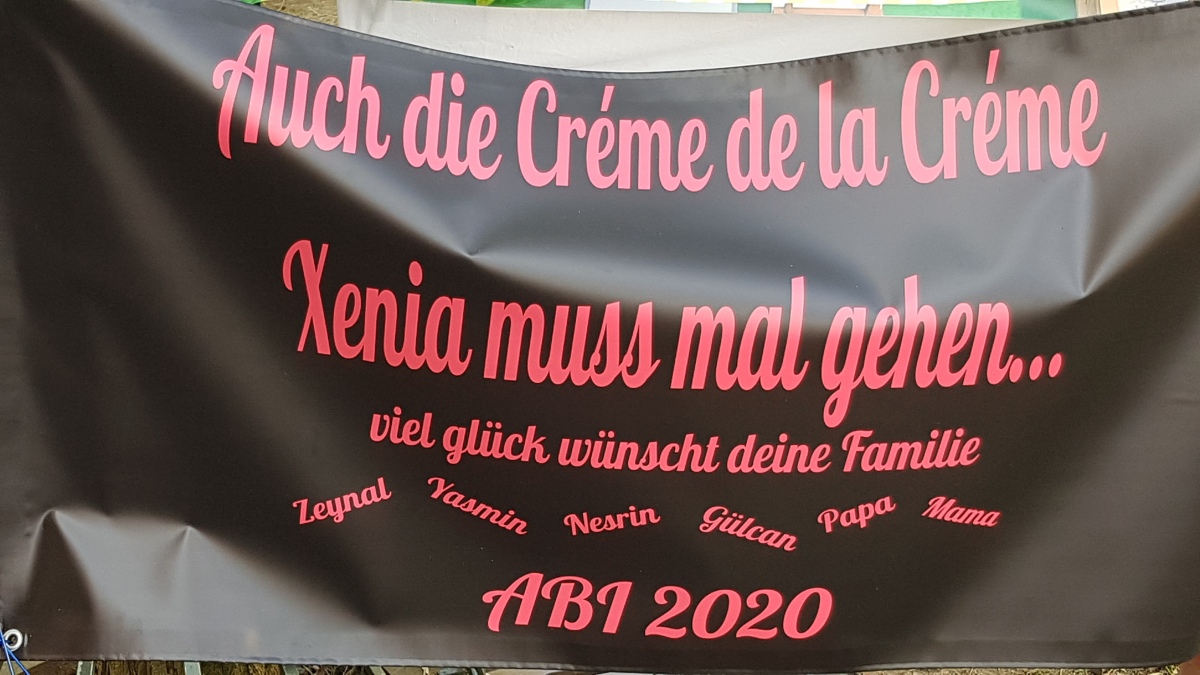 Auch die Créme de la Créme
Xenia muss mal gehen...
viel glück wünscht deine Familie
Zeynal Yasmin Nesrin Gülcan Papa Mama
ABI 2020